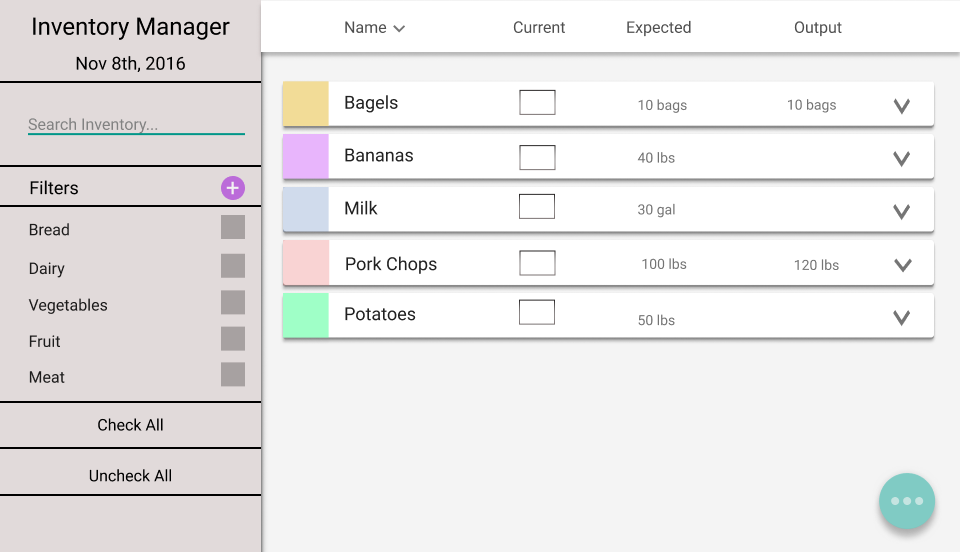 Inventory Manager
Nov 8th, 2016
Search Inventory...
Filters
Bread
Dairy
Vegetables
Fruit
Meat
Check All
Uncheck All
Name Current Expected Output
Bagels 10 bags 10 bags
Bananas 40 lbs
Milk 30 gal
Pork Chops 100 lbs 120 lbs
Potatoes 50 lbs